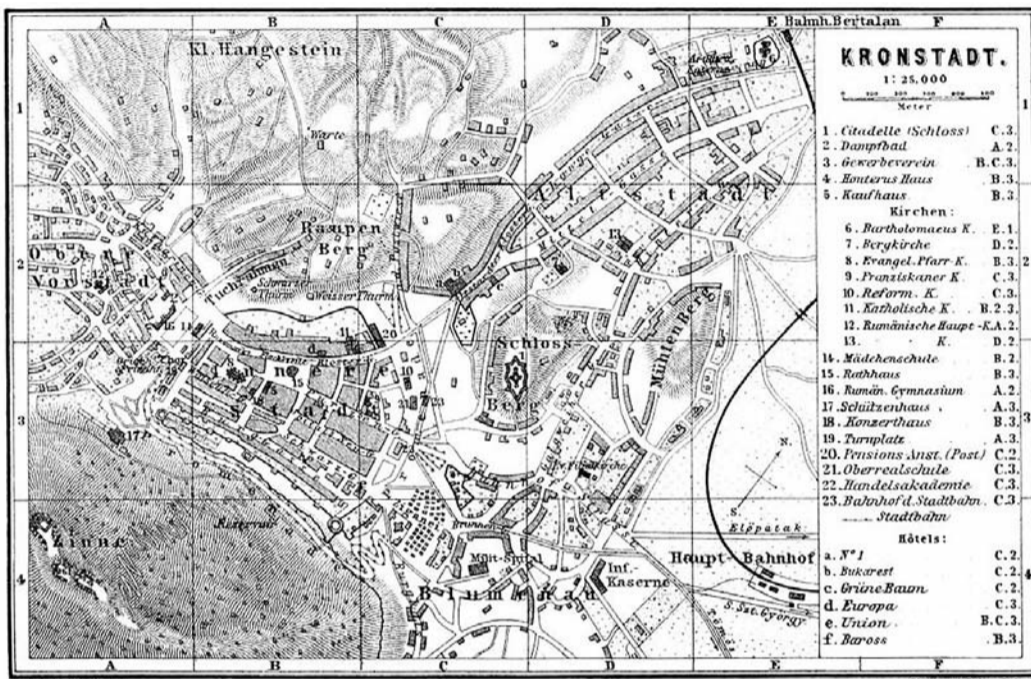 A B C D E Bahnh. Bertalan F
Kl. Hangestein
KRONSTADT.
1: 25,000
Meter
1. Citadelle (Schloss) C.3.
2. Dampfbad A.2.
3. Gewerbeverein B.C.3.
4. Honterus Haus B.3.
5. Kaufhaus B.3.
Kirchen:
6. Bartholomaeus K. E.1.
7. Bergkirche D.2.
8. Evangel. Pfarr-K. B.3.
9. Franziskaner K. C.3.
10. Reform. K. C.3.
11. Katholische K. B.2.3.
12. Rumänische Haupt-K. A.2.
13. " K. D.2.
14. Mädchenschule B.2.
15. Rathhaus B.3.
16. Rumän. Gymnasium A.2.
17. Schützenhaus A.3.
18. Konzerthaus B.3.
19. Turnplatz A.3.
20. Pensions Anst. (Post) C.2.
21. Oberrealschule C.3.
22. Handelsakademie C.3.
23. Bahnhof d. Stadtbahn. C.3.
Stadtbahn
Hôtels:
a. No 1 C.2.
b. Bukarest C.2.
c. Grüne Baum C.2.
d. Europa C.3.
e. Union B.C.3.
f. Baross B.3.
1
Warte
Altstadt
Raupen Berg
2
Obere Vorstadt
Schwarzer Thurm
Weisser Thurm
Mühlen Berg
Schloss-Berg
Innere Stadt
3
N.
S.
Reservoir
Brunnen
Elöpatak
Zinne
Promenade
Milit-Spital
Inf. Kaserne
Haupt-Bahnhof
4
Blumenau
S. Szt. György
Tömös
A B C D E F